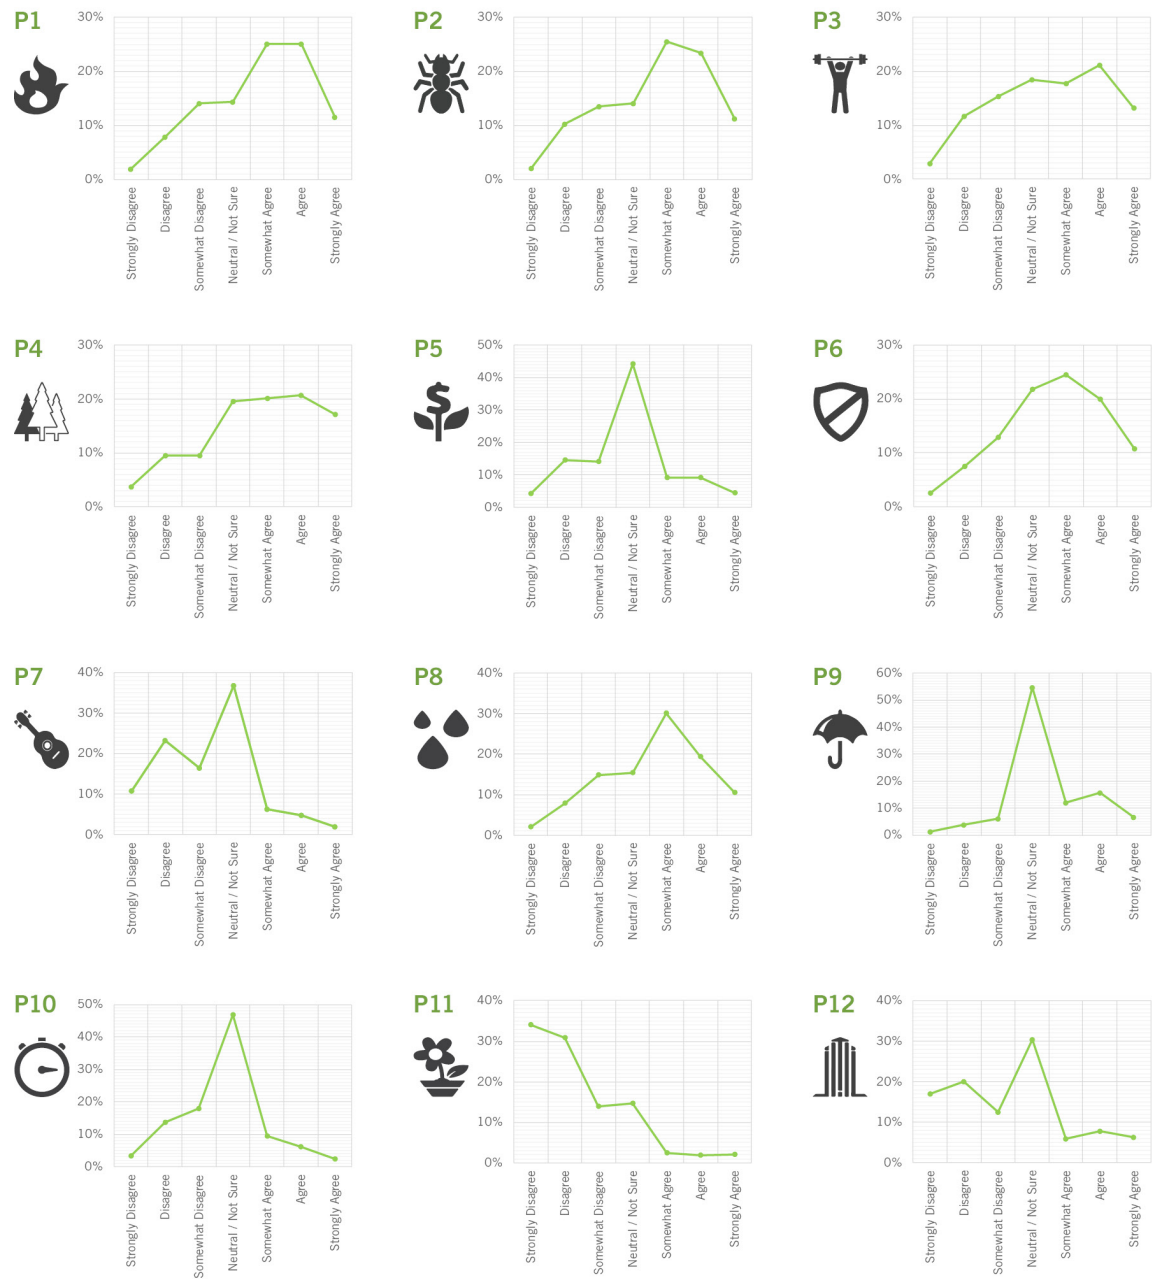 P1
30%
20%
10%
0%
Strongly Disagree
Disagree
Somewhat Disagree
Neutral / Not Sure
Somewhat Agree
Agree
Strongly Agree
P2
30%
20%
10%
0%
Strongly Disagree
Disagree
Somewhat Disagree
Neutral / Not Sure
Somewhat Agree
Agree
Strongly Agree
P3
30%
20%
10%
0%
Strongly Disagree
Disagree
Somewhat Disagree
Neutral / Not Sure
Somewhat Agree
Agree
Strongly Agree
P4
30%
20%
10%
0%
Strongly Disagree
Disagree
Somewhat Disagree
Neutral / Not Sure
Somewhat Agree
Agree
Strongly Agree
P5
50%
40%
30%
20%
10%
0%
$
Strongly Disagree
Disagree
Somewhat Disagree
Neutral / Not Sure
Somewhat Agree
Agree
Strongly Agree
P6
30%
20%
10%
0%
Strongly Disagree
Disagree
Somewhat Disagree
Neutral / Not Sure
Somewhat Agree
Agree
Strongly Agree
P7
40%
30%
20%
10%
0%
Strongly Disagree
Disagree
Somewhat Disagree
Neutral / Not Sure
Somewhat Agree
Agree
Strongly Agree
P8
40%
30%
20%
10%
0%
Strongly Disagree
Disagree
Somewhat Disagree
Neutral / Not Sure
Somewhat Agree
Agree
Strongly Agree
P9
60%
50%
40%
30%
20%
10%
0%
Strongly Disagree
Disagree
Somewhat Disagree
Neutral / Not Sure
Somewhat Agree
Agree
Strongly Agree
P10
50%
40%
30%
20%
10%
0%
Strongly Disagree
Disagree
Somewhat Disagree
Neutral / Not Sure
Somewhat Agree
Agree
Strongly Agree
P11
40%
30%
20%
10%
0%
Strongly Disagree
Disagree
Somewhat Disagree
Neutral / Not Sure
Somewhat Agree
Agree
Strongly Agree
P12
40%
30%
20%
10%
0%
Strongly Disagree
Disagree
Somewhat Disagree
Neutral / Not Sure
Somewhat Agree
Agree
Strongly Agree